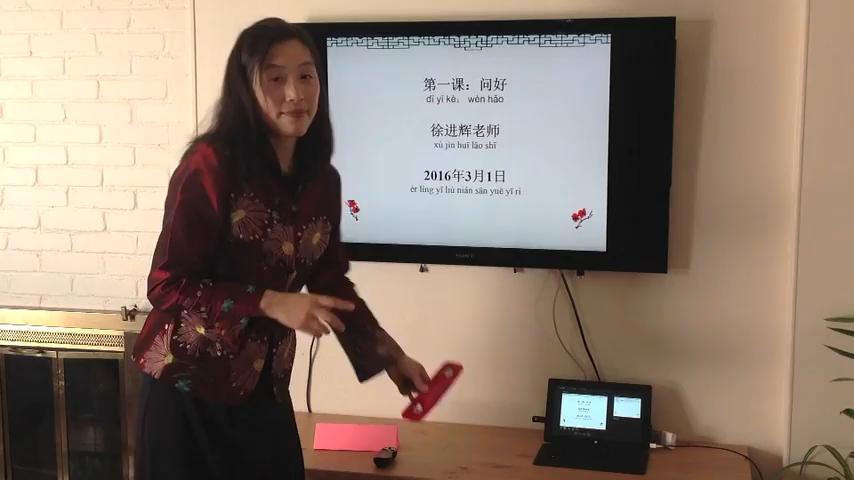 第一课：问好
dì yī kè： wèn hǎo
徐进辉老师
xú jìn huī lǎo shī
2016年3月1日
èr líng yī liù nián sān yuè yī rì
SONY